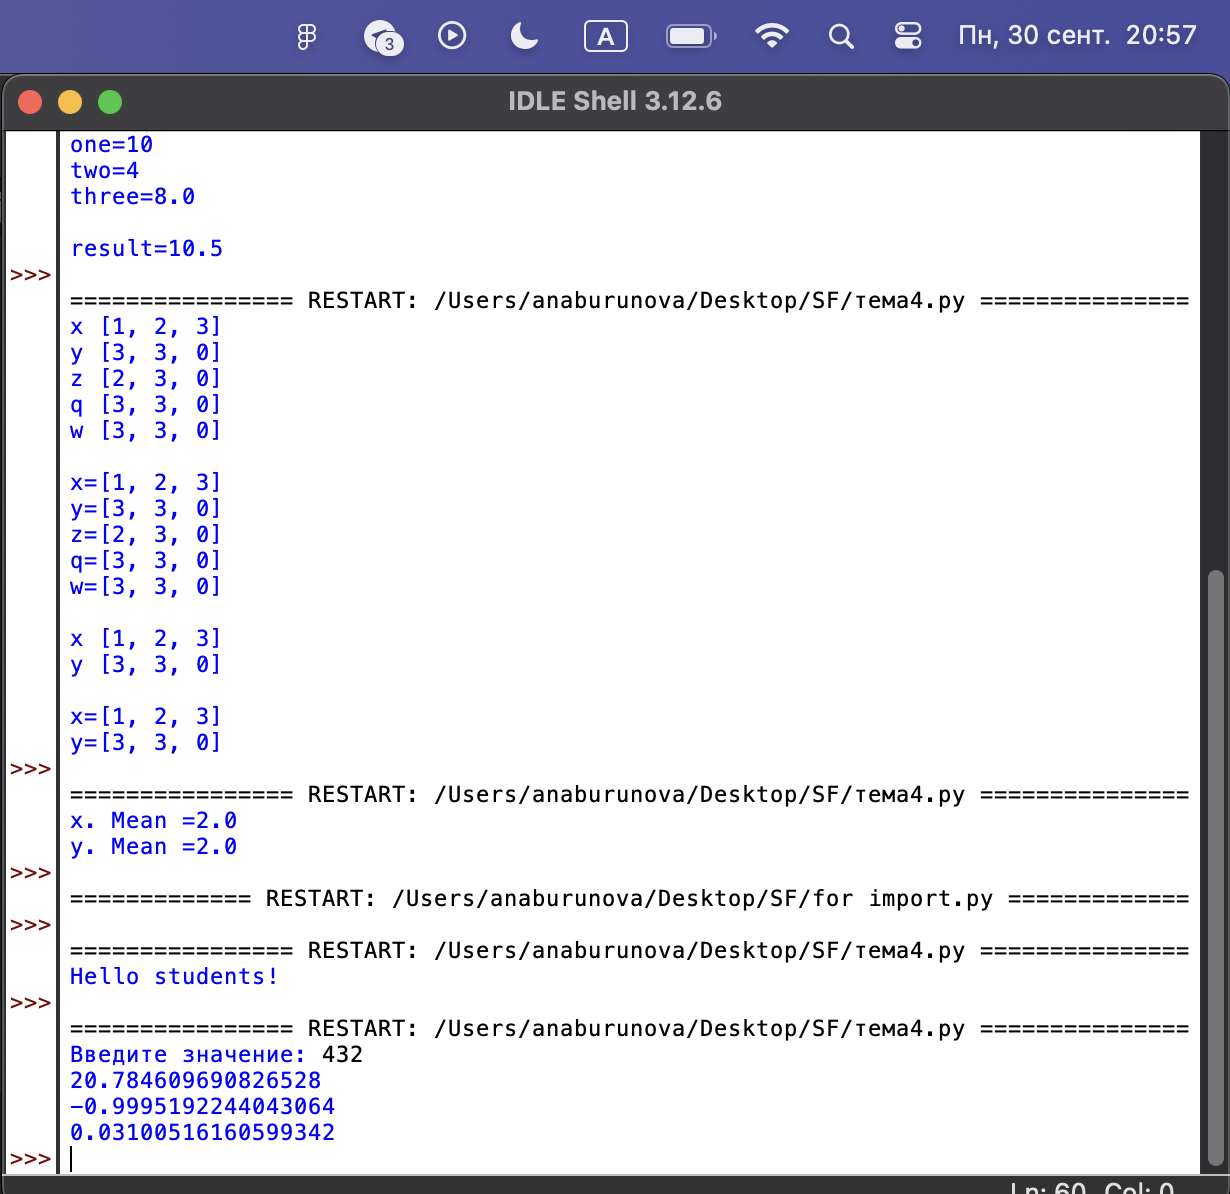 3
A
Пн, 30 сент. 20:57
IDLE Shell 3.12.6
one=10
two=4
three=8.0
result=10.5
>>>
================ RESTART: /Users/anaburunova/Desktop/SF/тема4.py ===============
x [1, 2, 3]
y [3, 3, 0]
z [2, 3, 0]
q [3, 3, 0]
w [3, 3, 0]
x=[1, 2, 3]
y=[3, 3, 0]
z=[2, 3, 0]
q=[3, 3, 0]
w=[3, 3, 0]
x [1, 2, 3]
y [3, 3, 0]
x=[1, 2, 3]
y=[3, 3, 0]
>>>
================ RESTART: /Users/anaburunova/Desktop/SF/тема4.py ===============
x. Mean =2.0
y. Mean =2.0
>>>
============= RESTART: /Users/anaburunova/Desktop/SF/for import.py =============
>>>
================ RESTART: /Users/anaburunova/Desktop/SF/тема4.py ===============
Hello students!
>>>
================ RESTART: /Users/anaburunova/Desktop/SF/тема4.py ===============
Введите значение: 432
20.784609690826528
-0.9995192244043064
0.03100516160599342
>>>
Ln: 60 Col: 0